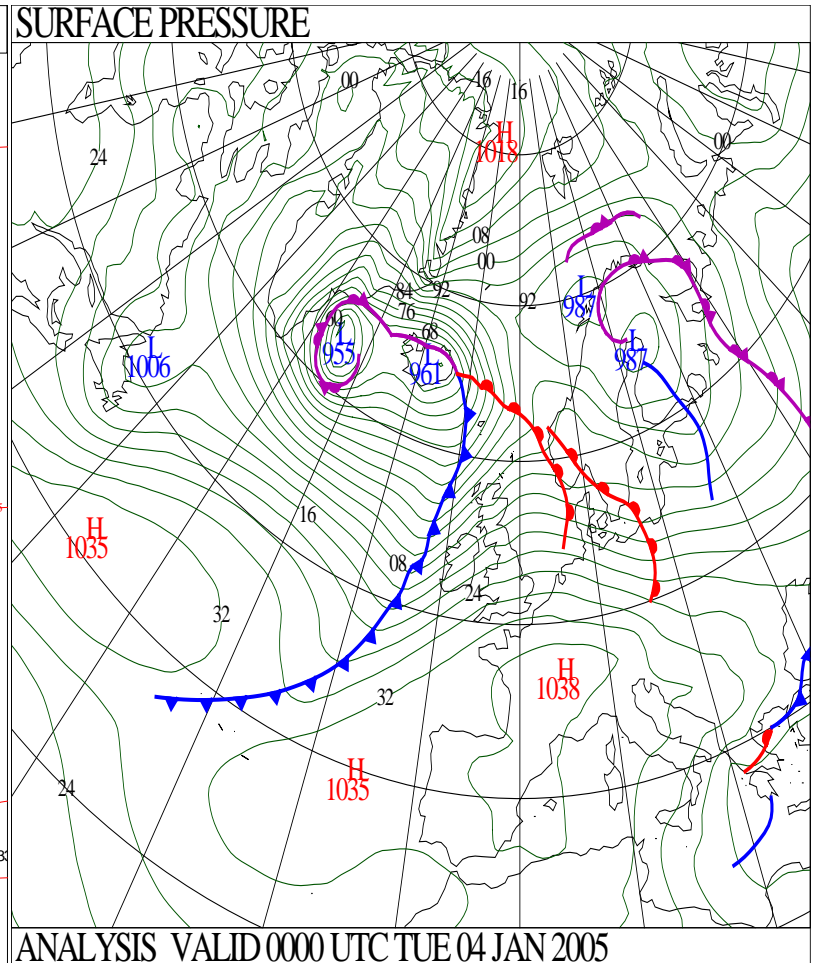 SURFACE PRESSURE
16
00
16
H
1018
00
24
08
00
84
92
76
68
L
987
92
L
1006
L
955
L
961
L
987
H
1035
16
08
24
32
H
1038
32
H
1035
24
ANALYSIS VALID 0000 UTC TUE 04 JAN 2005